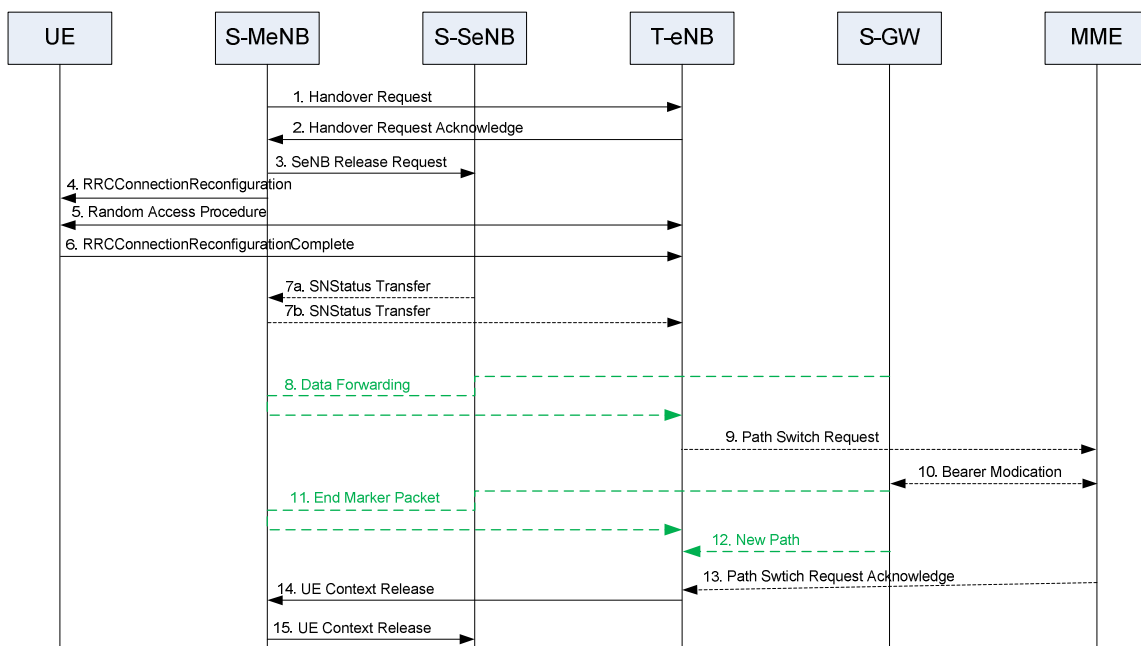 UE
S-MeNB
S-SeNB
T-eNB
S-GW
MME
1. Handover Request
2. Handover Request Acknowledge
3. SeNB Release Request
4. RRCConnectionReconfiguration
5. Random Access Procedure
6. RRCConnectionReconfigurationComplete
7a. SNStatus Transfer
7b. SNStatus Transfer
8. Data Forwarding
9. Path Switch Request
10. Bearer Modication
11. End Marker Packet
12. New Path
13. Path Swtich Request Acknowledge
14. UE Context Release
15. UE Context Release